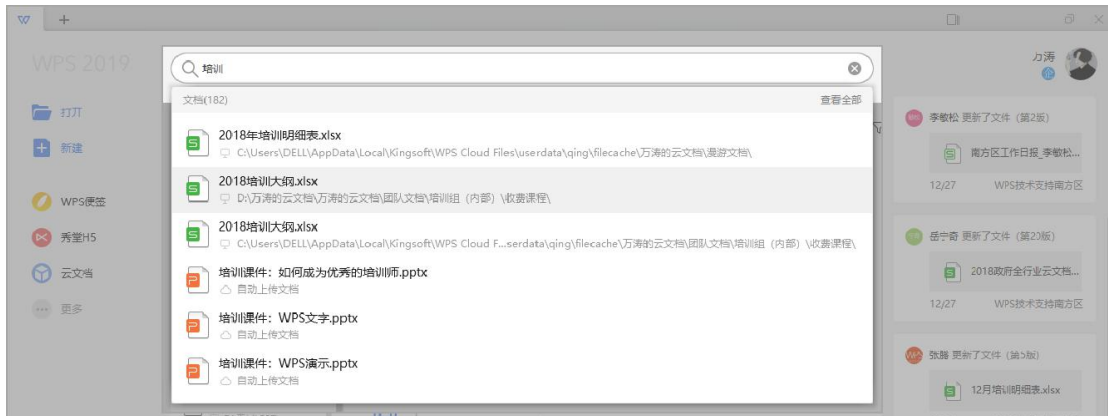 WPS 2019
打开
新建
WPS便签
秀堂H5
云文档
更多
培训
文档(182)
查看全部
2018年培训明细表.xlsx
C:\Users\DELL\AppData\Local\Kingsoft\WPS Cloud Files\userdata\qing\filecache\万涛的云文档\漫游文档\
2018培训大纲.xlsx
D:\万涛的云文档\万涛的云文档\团队文档\培训组（内部）\收费课程\
2018培训大纲.xlsx
C:\Users\DELL\AppData\Local\Kingsoft\WPS Cloud F...serdata\qing\filecache\万涛的云文档\团队文档\培训组（内部）\收费课程\
培训课件：如何成为优秀的培训师.pptx
自动上传文档
培训课件：WPS文字.pptx
自动上传文档
培训课件：WPS演示.pptx
自动上传文档
万涛
企
李敏松 更新了文件（第2版）
南方区工作日报_李敏松...
12/27 WPS技术支持南方区
岳宁奇 更新了文件（第20版）
2018政府全行业云文档...
12/27 WPS技术支持南方区
张腾 更新了文件（第5版）
12月培训明细表.xlsx